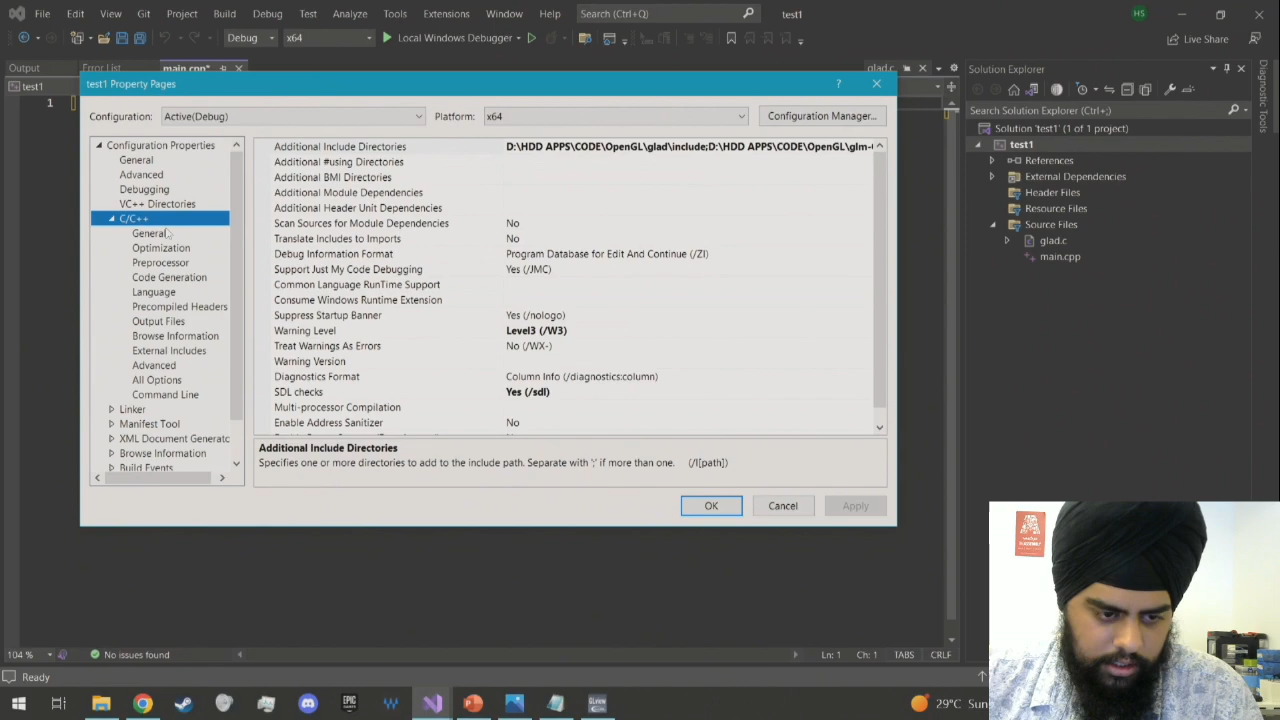 File Edit View Git Project Build Debug Test Analyze Tools Extensions Window Help Search (Ctrl+Q) test1 HS
Debug x64 Local Windows Debugger Live Share
Output Error List main.cpp* glad.c Solution Explorer
test1
1
Search Solution Explorer (Ctrl+;)
Solution 'test1' (1 of 1 project)
test1
References
External Dependencies
Header Files
Resource Files
Source Files
glad.c
main.cpp
Diagnostic Tools
test1 Property Pages ?
Configuration: Active(Debug) Platform: x64 Configuration Manager...
Configuration Properties
General
Advanced
Debugging
VC++ Directories
C/C++
General
Optimization
Preprocessor
Code Generation
Language
Precompiled Headers
Output Files
Browse Information
External Includes
Advanced
All Options
Command Line
Linker
Manifest Tool
XML Document Generato
Browse Information
Build Events
Additional Include Directories D:\HDD APPS\CODE\OpenGL\glad\include;D:\HDD APPS\CODE\OpenGL\glm-
Additional #using Directories
Additional BMI Directories
Additional Module Dependencies
Additional Header Unit Dependencies
Scan Sources for Module Dependencies No
Translate Includes to Imports No
Debug Information Format Program Database for Edit And Continue (/ZI)
Support Just My Code Debugging Yes (/JMC)
Common Language RunTime Support
Consume Windows Runtime Extension
Suppress Startup Banner Yes (/nologo)
Warning Level Level3 (/W3)
Treat Warnings As Errors No (/WX-)
Warning Version
Diagnostics Format Column Info (/diagnostics:column)
SDL checks Yes (/sdl)
Multi-processor Compilation
Enable Address Sanitizer No
Additional Include Directories
Specifies one or more directories to add to the include path. Separate with ';' if more than one. (/I[path])
OK Cancel Apply
104 % No issues found Ln: 1 Ch: 1 TABS CRLF
Ready
EPIC GAMES
29°C Sun